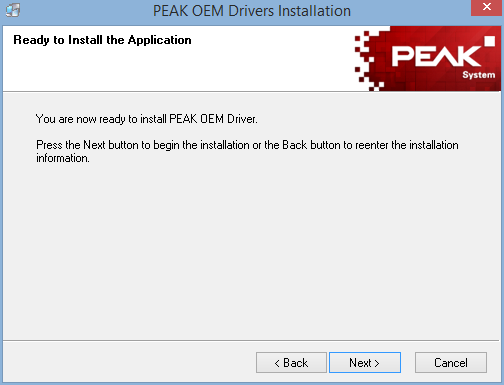 PEAK OEM Drivers Installation
Ready to Install the Application
PEAK
System
You are now ready to install PEAK OEM Driver.
Press the Next button to begin the installation or the Back button to reenter the installation
information.
< Back
Next >
Cancel